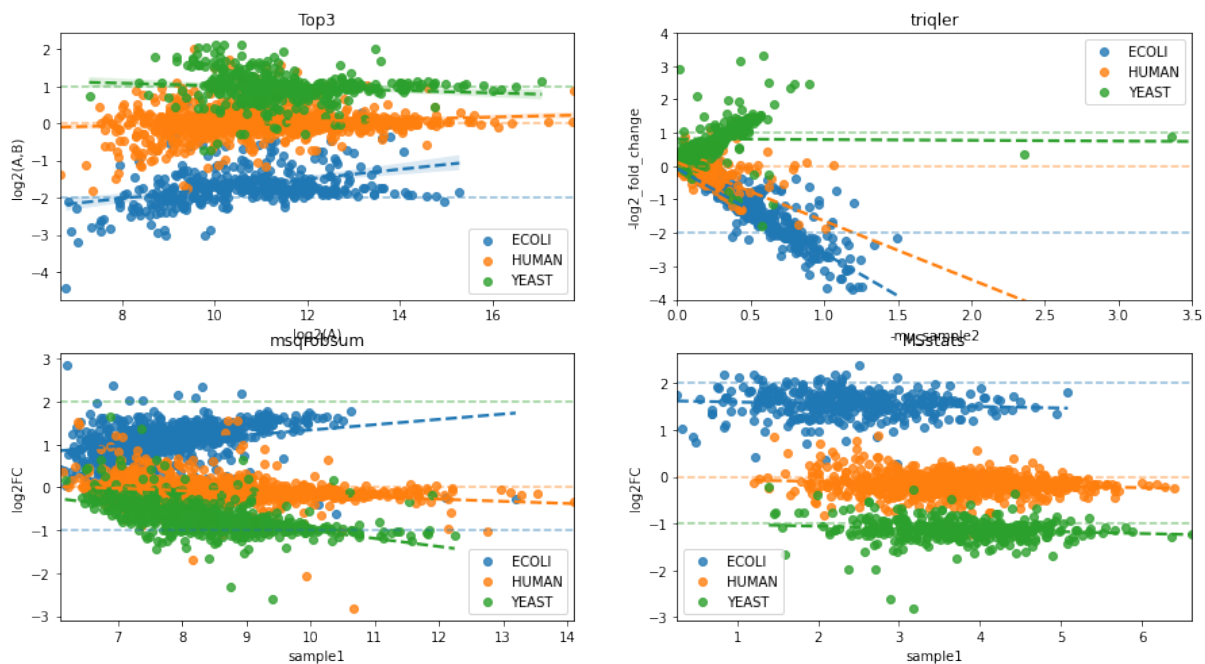 Top3
log2(A,B)
2
1
0
−1
−2
−3
−4
ECOLI
HUMAN
YEAST
8
10
12
14
16
log2(A)
triqler
-log2_fold_change
4
3
2
1
0
−1
−2
−3
−4
ECOLI
HUMAN
YEAST
0.0
0.5
1.0
1.5
2.0
2.5
3.0
3.5
-mu_sample2
msqrobsum
log2FC
3
2
1
0
−1
−2
−3
ECOLI
HUMAN
YEAST
7
8
9
10
11
12
13
14
sample1
MSstats
log2FC
2
1
0
−1
−2
−3
ECOLI
HUMAN
YEAST
1
2
3
4
5
6
sample1